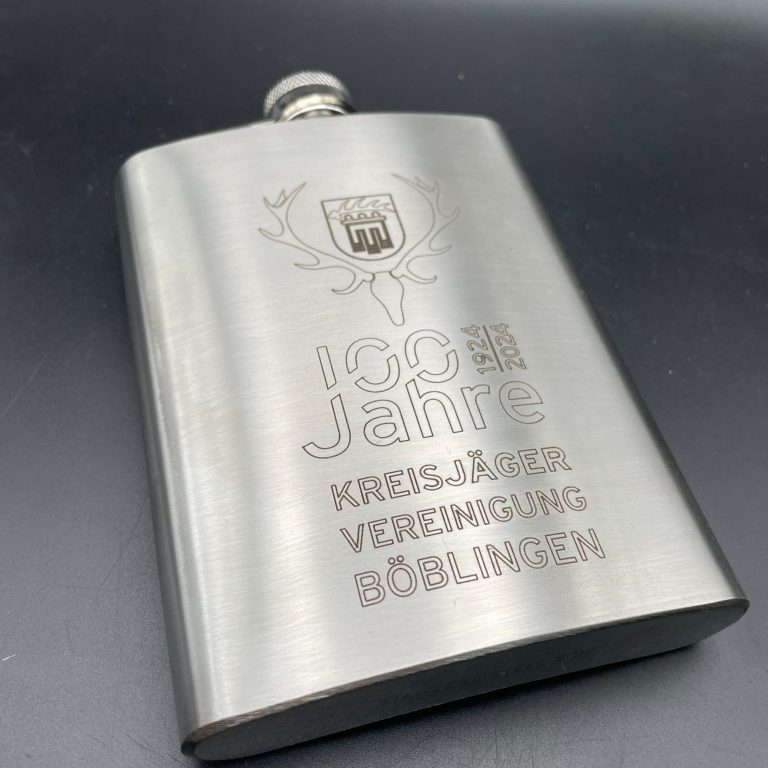 100 1924
2024
Jahre
KREISJÄGER
VEREINIGUNG
BÖBLINGEN